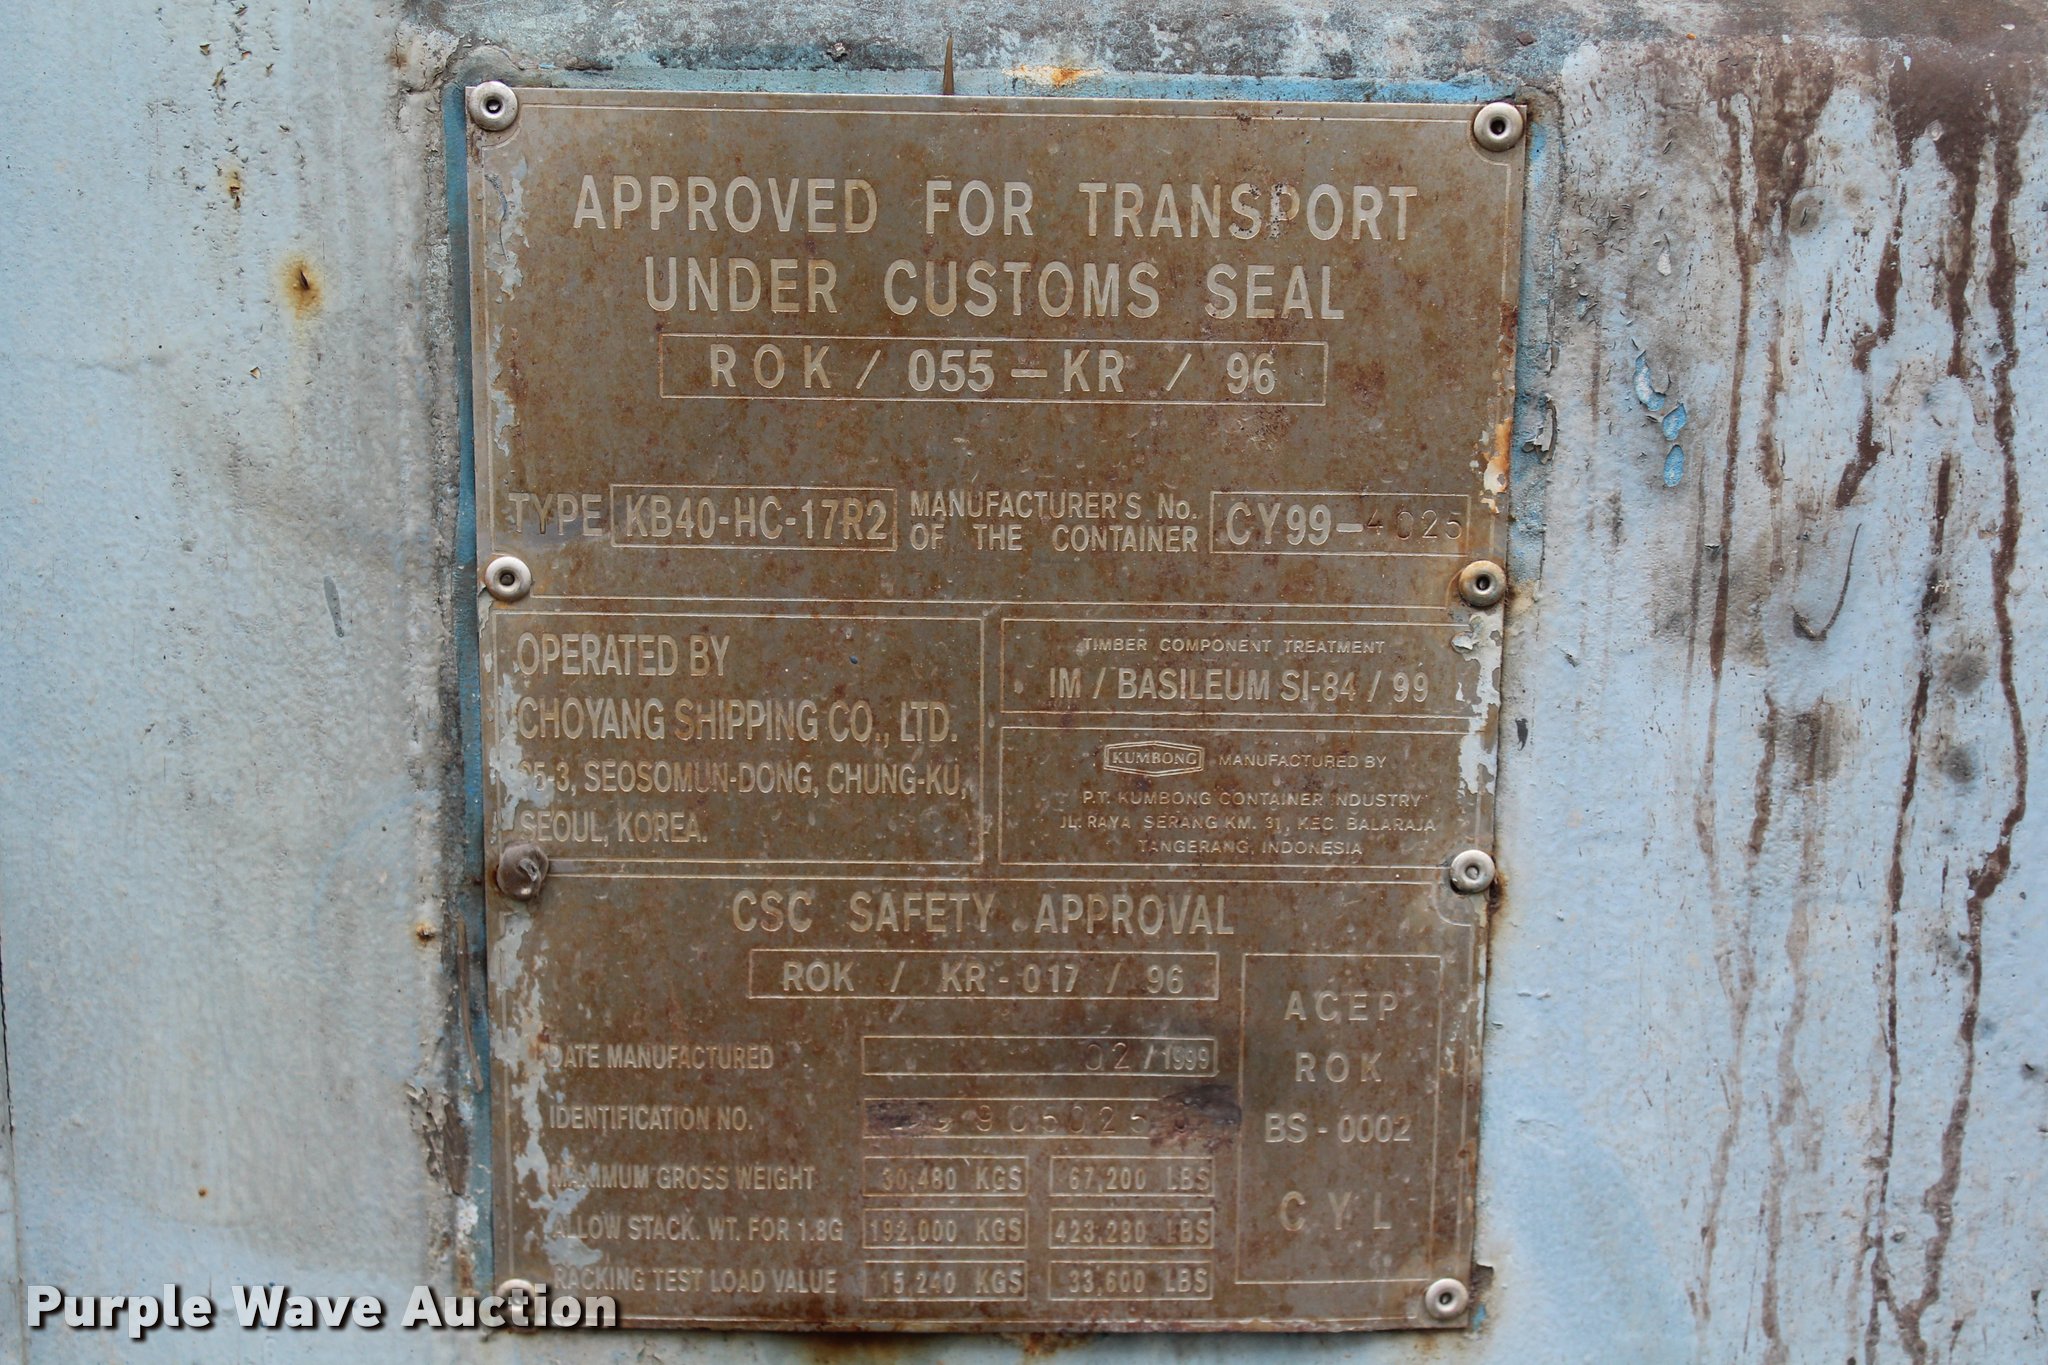 APPROVED FOR TRANSPORT
UNDER CUSTOMS SEAL
ROK / 055-KR / 96
TYPE KB40-HC-17R2 MANUFACTURER'S No. OF THE CONTAINER CY99-4025
OPERATED BY
CHOYANG SHIPPING CO., LTD.
SEOSOMUN-DONG, CHUNG-KU,
SEOUL, KOREA.
TIMBER COMPONENT TREATMENT
IM / BASILEUM SI-84 / 99
KUMBONG MANUFACTURED BY
P.T. KUMBONG CONTAINER INDUSTRY
JL. RAYA SERANG KM. 31, KEC. BALARAJA
TANGERANG, INDONESIA
CSC SAFETY APPROVAL
ROK / KR-017 / 96
DATE MANUFACTURED 02/1999
IDENTIFICATION NO.
MAXIMUM GROSS WEIGHT 30,480 KGS 67,200 LBS
ALLOW STACK. WT. FOR 1.8G 192,000 KGS 423,280 LBS
RACKING TEST LOAD VALUE 15,240 KGS 33,600 LBS
ACEP
ROK
BS-0002
CYL
Purple Wave Auction